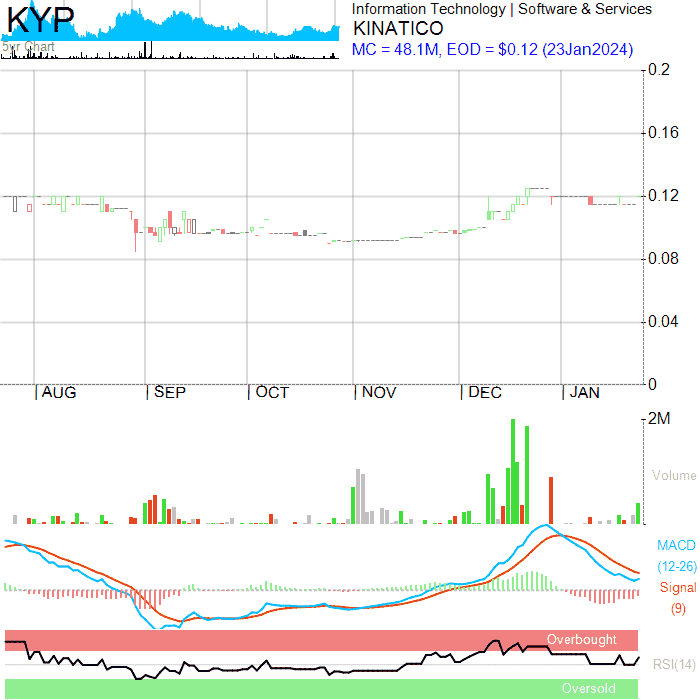 KYP
5yr Chart
Information Technology | Software & Services
KINATICO
MC = 48.1M, EOD = $0.12 (23Jan2024)
0.2
0.16
0.12
0.08
0.04
0
AUG SEP OCT NOV DEC JAN
2M
Volume
MACD
(12-26)
Signal
(9)
Overbought
RSI(14)
Oversold